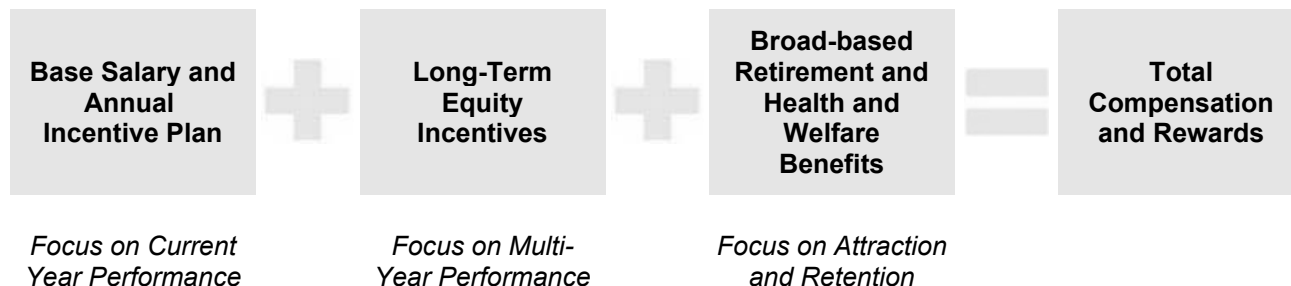 Base Salary and
Annual
Incentive Plan
Long-Term
Equity
Incentives
Broad-based
Retirement and
Health and
Welfare
Benefits
Total
Compensation
and Rewards
Focus on Current
Year Performance
Focus on Multi-
Year Performance
Focus on Attraction
and Retention